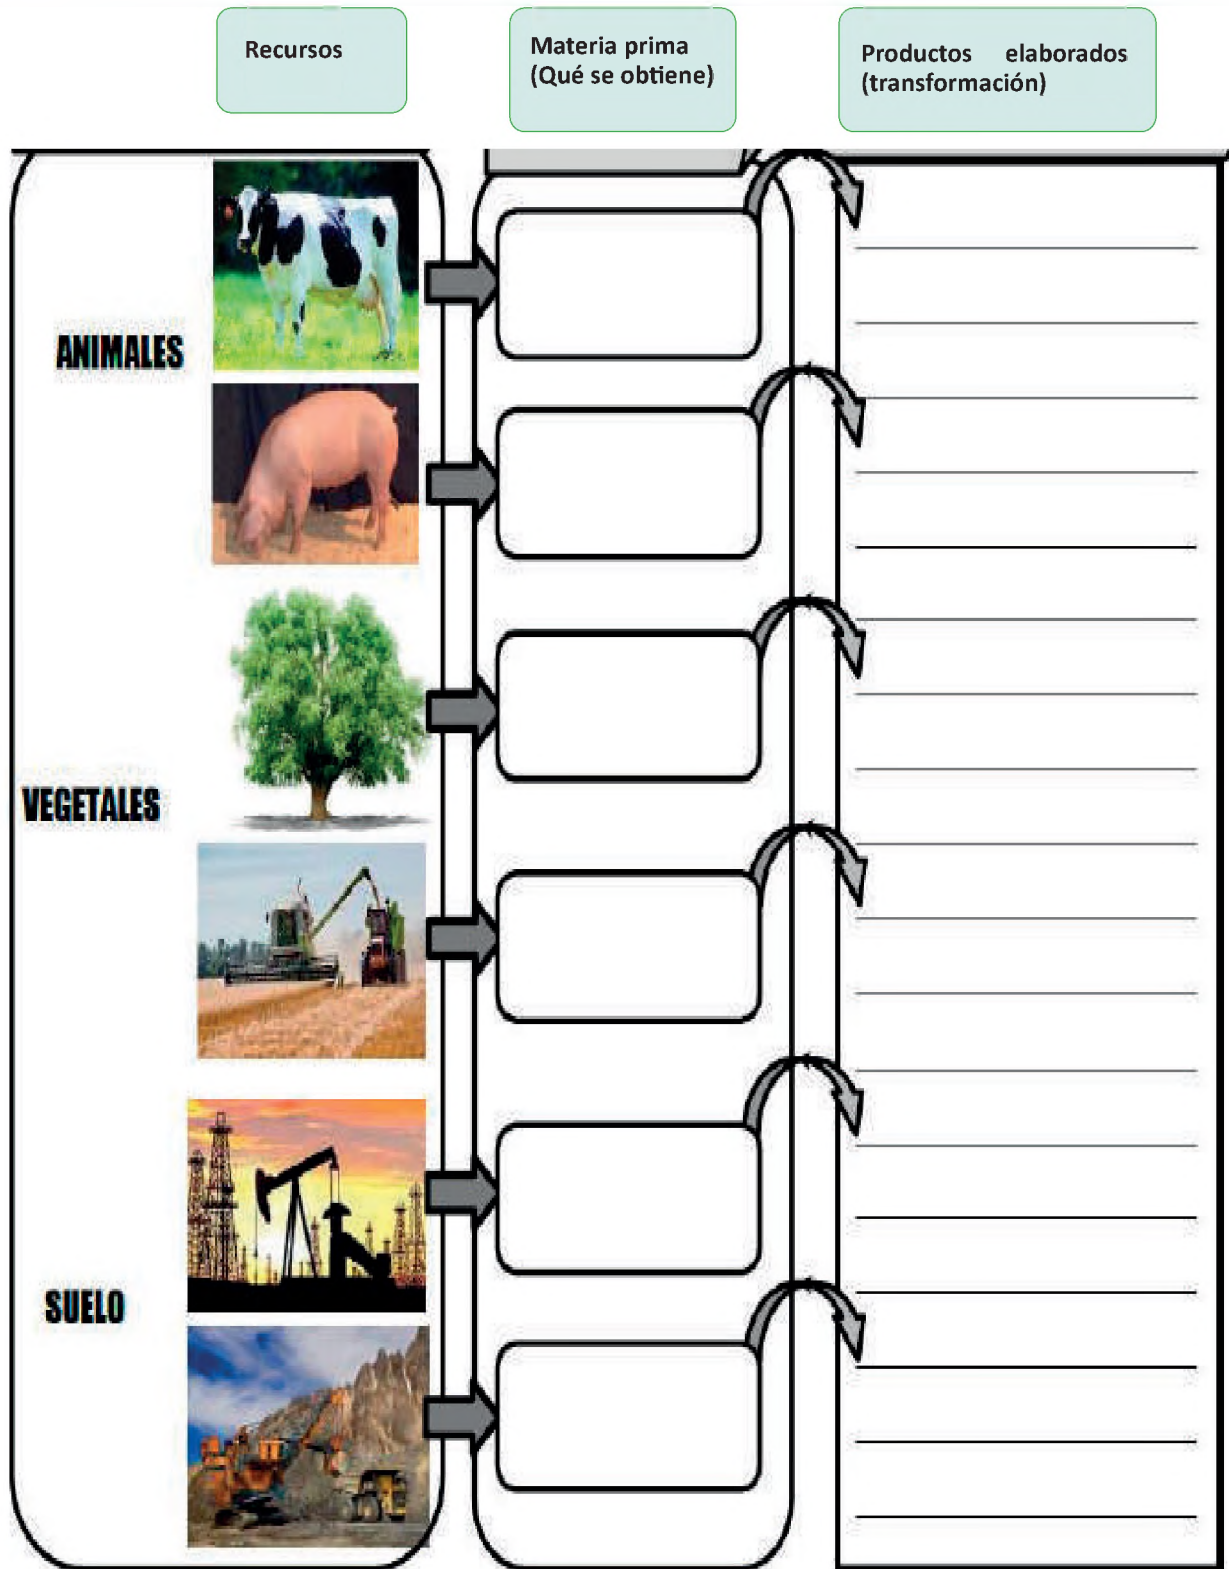 Recursos
Materia prima
(Qué se obtiene)
Productos elaborados
(transformación)
ANIMALES
VEGETALES
SUELO